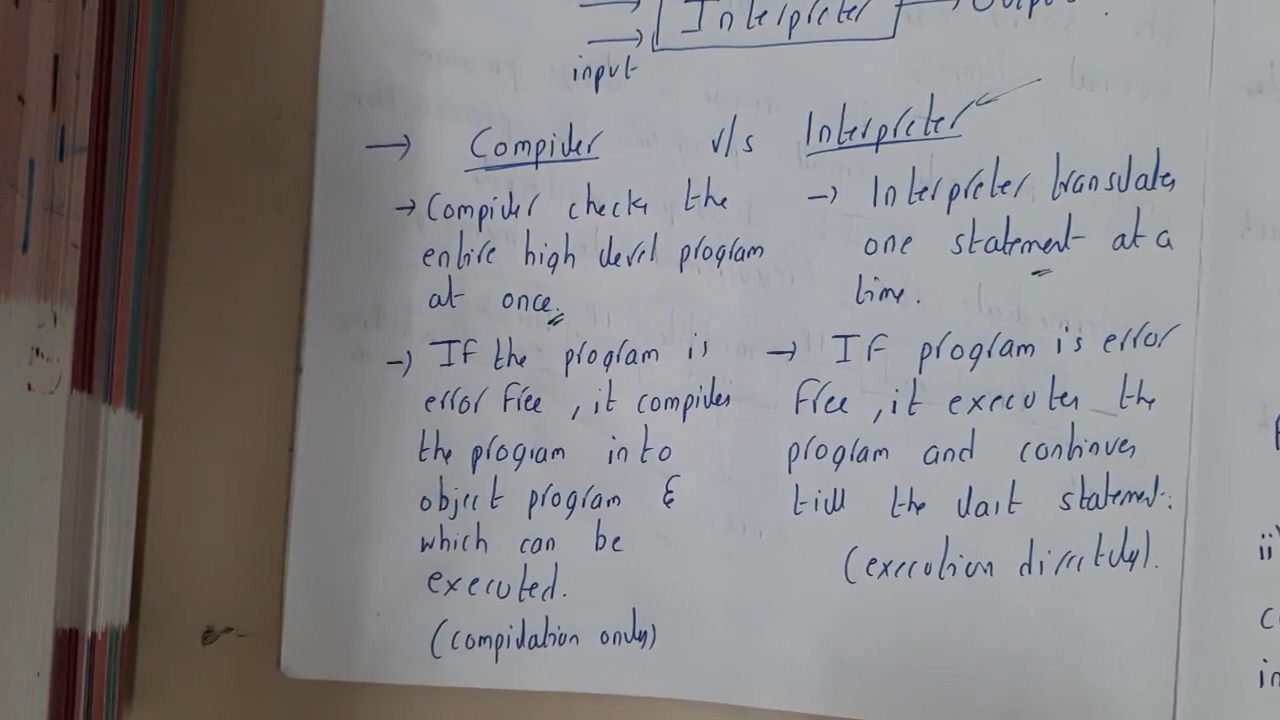 Interpreter → Output.
input
→ Compiler v/s Interpreter
→ Compiler checks the
entire high level program
at once.
→ Interpreter translates
one statement at a
time.
→ If the program is
error free, it compiles
the program into
object program &
which can be
executed.
(compilation only)
→ If program is error
free, it executes the
program and continues
till the last statement.
(execution directly).
ii)